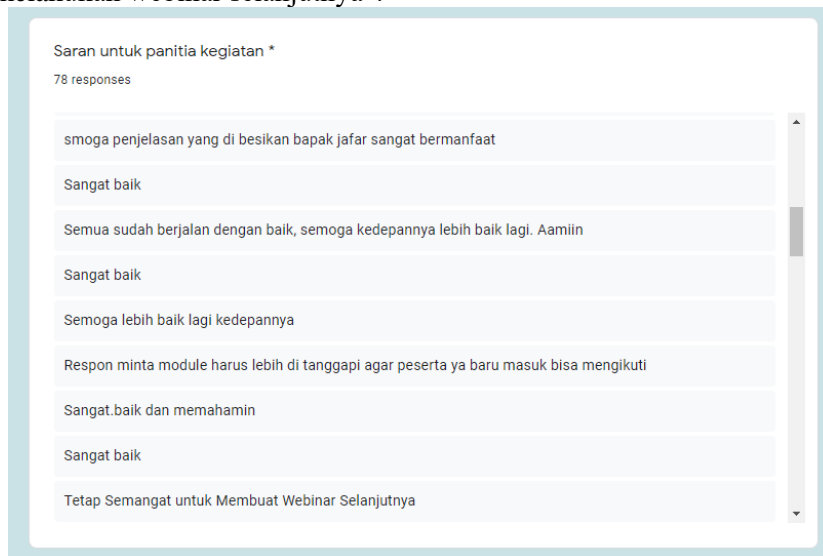 webinar selanjutnya".
Saran untuk panitia kegiatan *
78 responses
smoga penjelasan yang di besikan bapak jafar sangat bermanfaat
Sangat baik
Semua sudah berjalan dengan baik, semoga kedepannya lebih baik lagi. Aamiin
Sangat baik
Semoga lebih baik lagi kedepannya
Respon minta module harus lebih di tanggapi agar peserta ya baru masuk bisa mengikuti
Sangat.baik dan memahamin
Sangat baik
Tetap Semangat untuk Membuat Webinar Selanjutnya